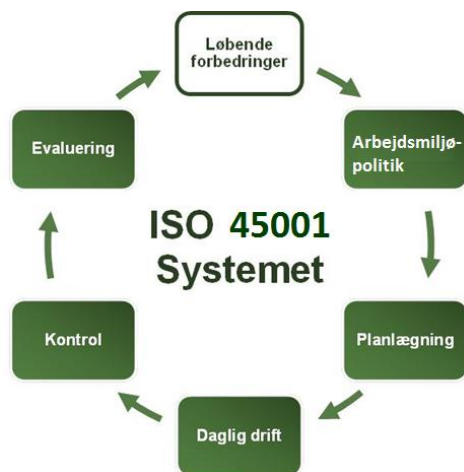 Løbende
forbedringer
Arbejdsmiljø-
politik
Planlægning
Daglig drift
Kontrol
Evaluering
ISO 45001
Systemet